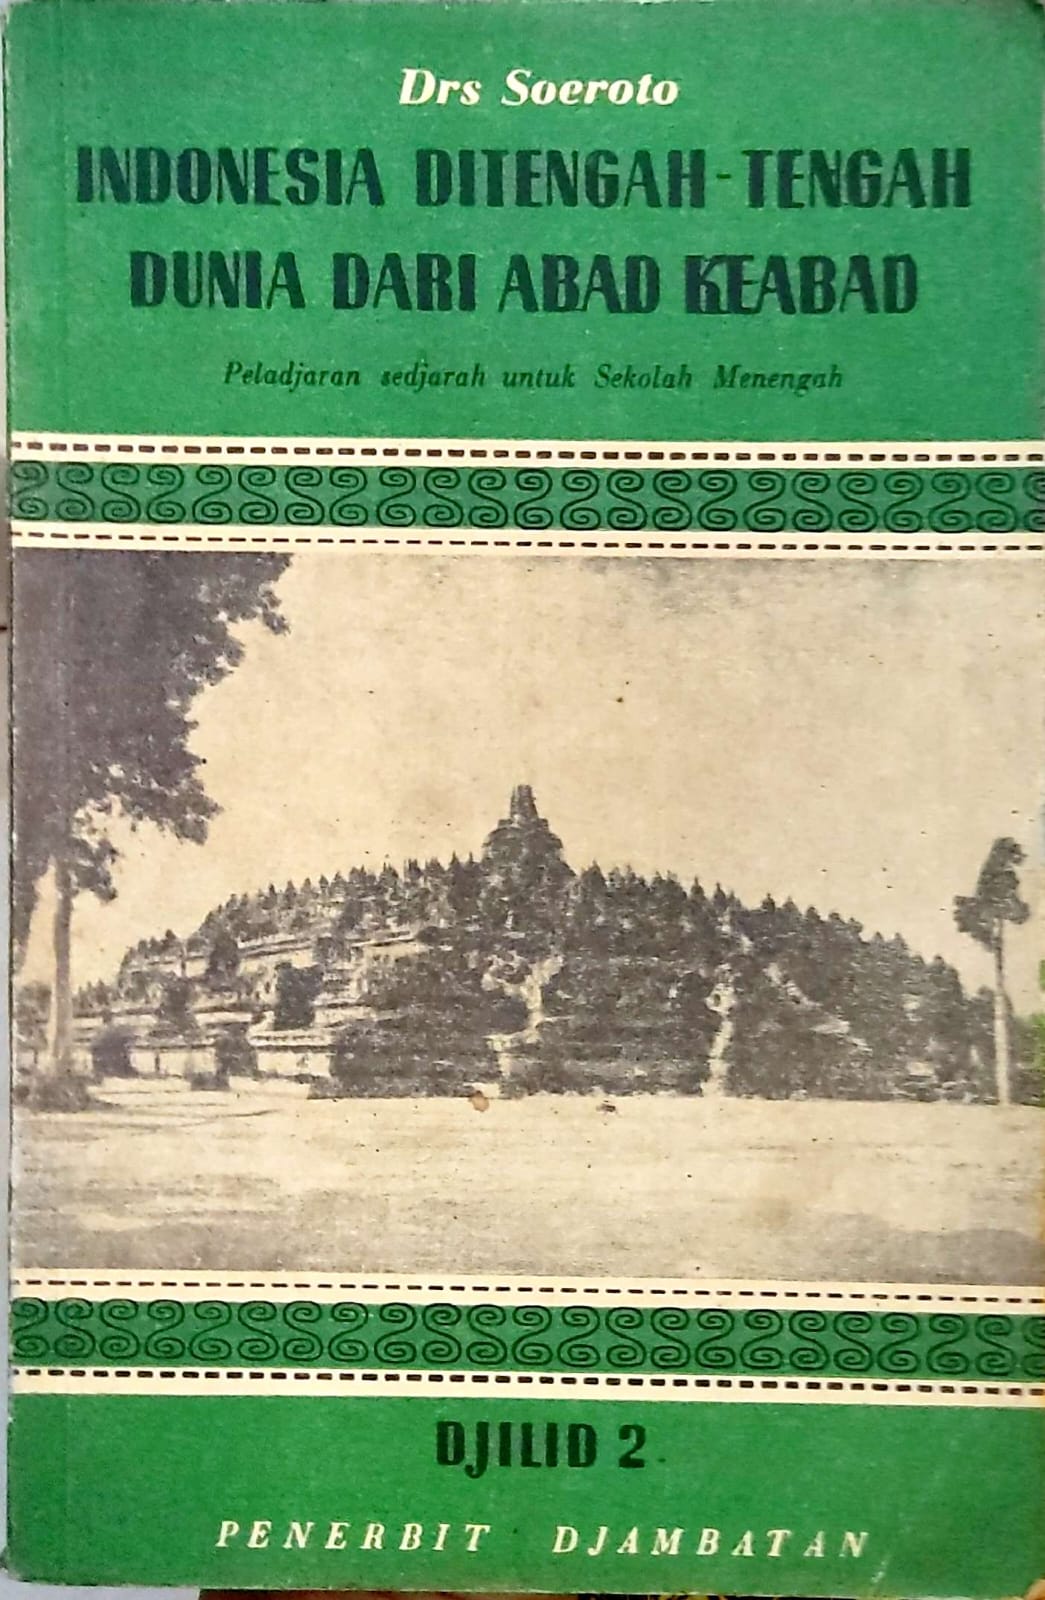 Drs Soeroto
INDONESIA DITENGAH-TENGAH
DUNIA DARI ABAD KEABAD
Peladjaran sedjarah untuk Sekolah Menengah
DJILID 2
PENERBIT DJAMBATAN